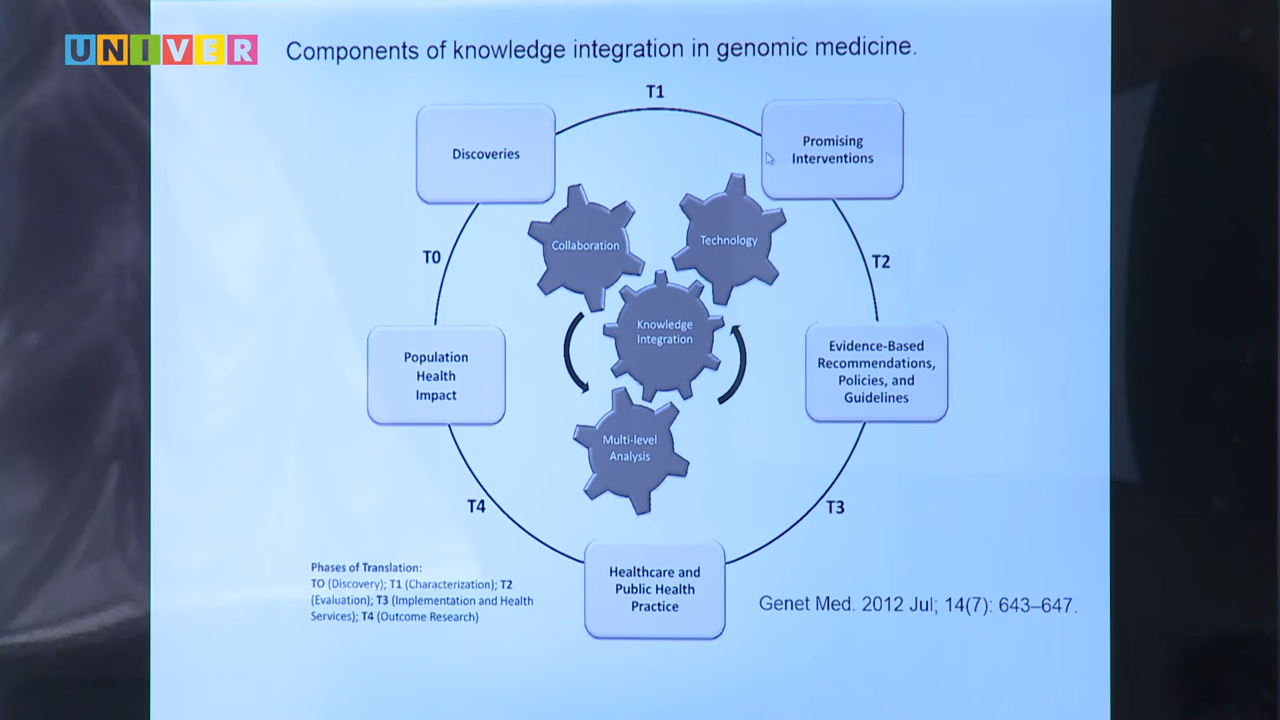 UNIVER
Components of knowledge integration in genomic medicine.
T1
Discoveries
Promising
Interventions
Collaboration
Technology
T0
T2
Knowledge
Integration
Population
Health
Impact
Evidence-Based
Recommendations,
Policies, and
Guidelines
Multi-level
Analysis
T4
T3
Healthcare and
Public Health
Practice
Phases of Translation:
TO (Discovery); T1 (Characterization); T2
(Evaluation); T3 (Implementation and Health
Services); T4 (Outcome Research)
Genet Med. 2012 Jul; 14(7): 643–647.